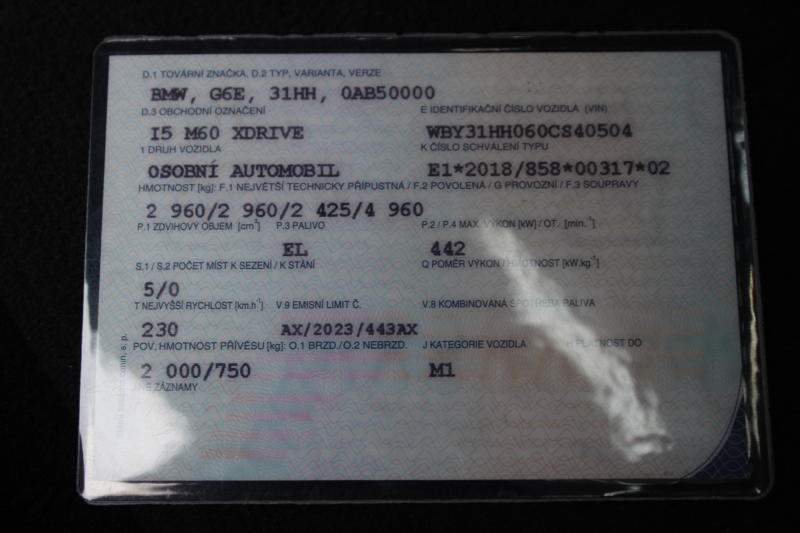 D.1 TOVÁRNÍ ZNAČKA, D.2 TYP, VARIANTA, VERZE
BMW, G6E, 31HH, 0AB50000
D.3 OBCHODNÍ OZNAČENÍ E IDENTIFIKAČNÍ ČÍSLO VOZIDLA (VIN)
I5 M60 XDRIVE WBY31HH060CS40504
1 DRUH VOZIDLA K ČÍSLO SCHVÁLENÍ TYPU
OSOBNÍ AUTOMOBIL E1*2018/858*00317*02
HMOTNOST [kg]: F.1 NEJVĚTŠÍ TECHNICKY PŘÍPUSTNÁ / F.2 POVOLENÁ / G PROVOZNÍ / F.3 SOUPRAVY
2 960/2 960/2 425/4 960
P.1 ZDVIHOVÝ OBJEM [cm³] P.3 PALIVO P.2 / P.4 MAX. VÝKON [kW] / OT. [min.⁻¹]
EL 442
S.1 / S.2 POČET MÍST K SEZENÍ / K STÁNÍ Q POMĚR VÝKON / HMOTNOST [kW.kg⁻¹]
5/0
T NEJVYŠŠÍ RYCHLOST [km.h⁻¹] V.9 EMISNÍ LIMIT Č. V.8 KOMBINOVANÁ SPOTŘEBA PALIVA
230 AX/2023/443AX
POV. HMOTNOST PŘÍVĚSU [kg]: O.1 BRZD. / O.2 NEBRZD. J KATEGORIE VOZIDLA H PLATNOST DO
2 000/750 M1
ZÁZNAMY